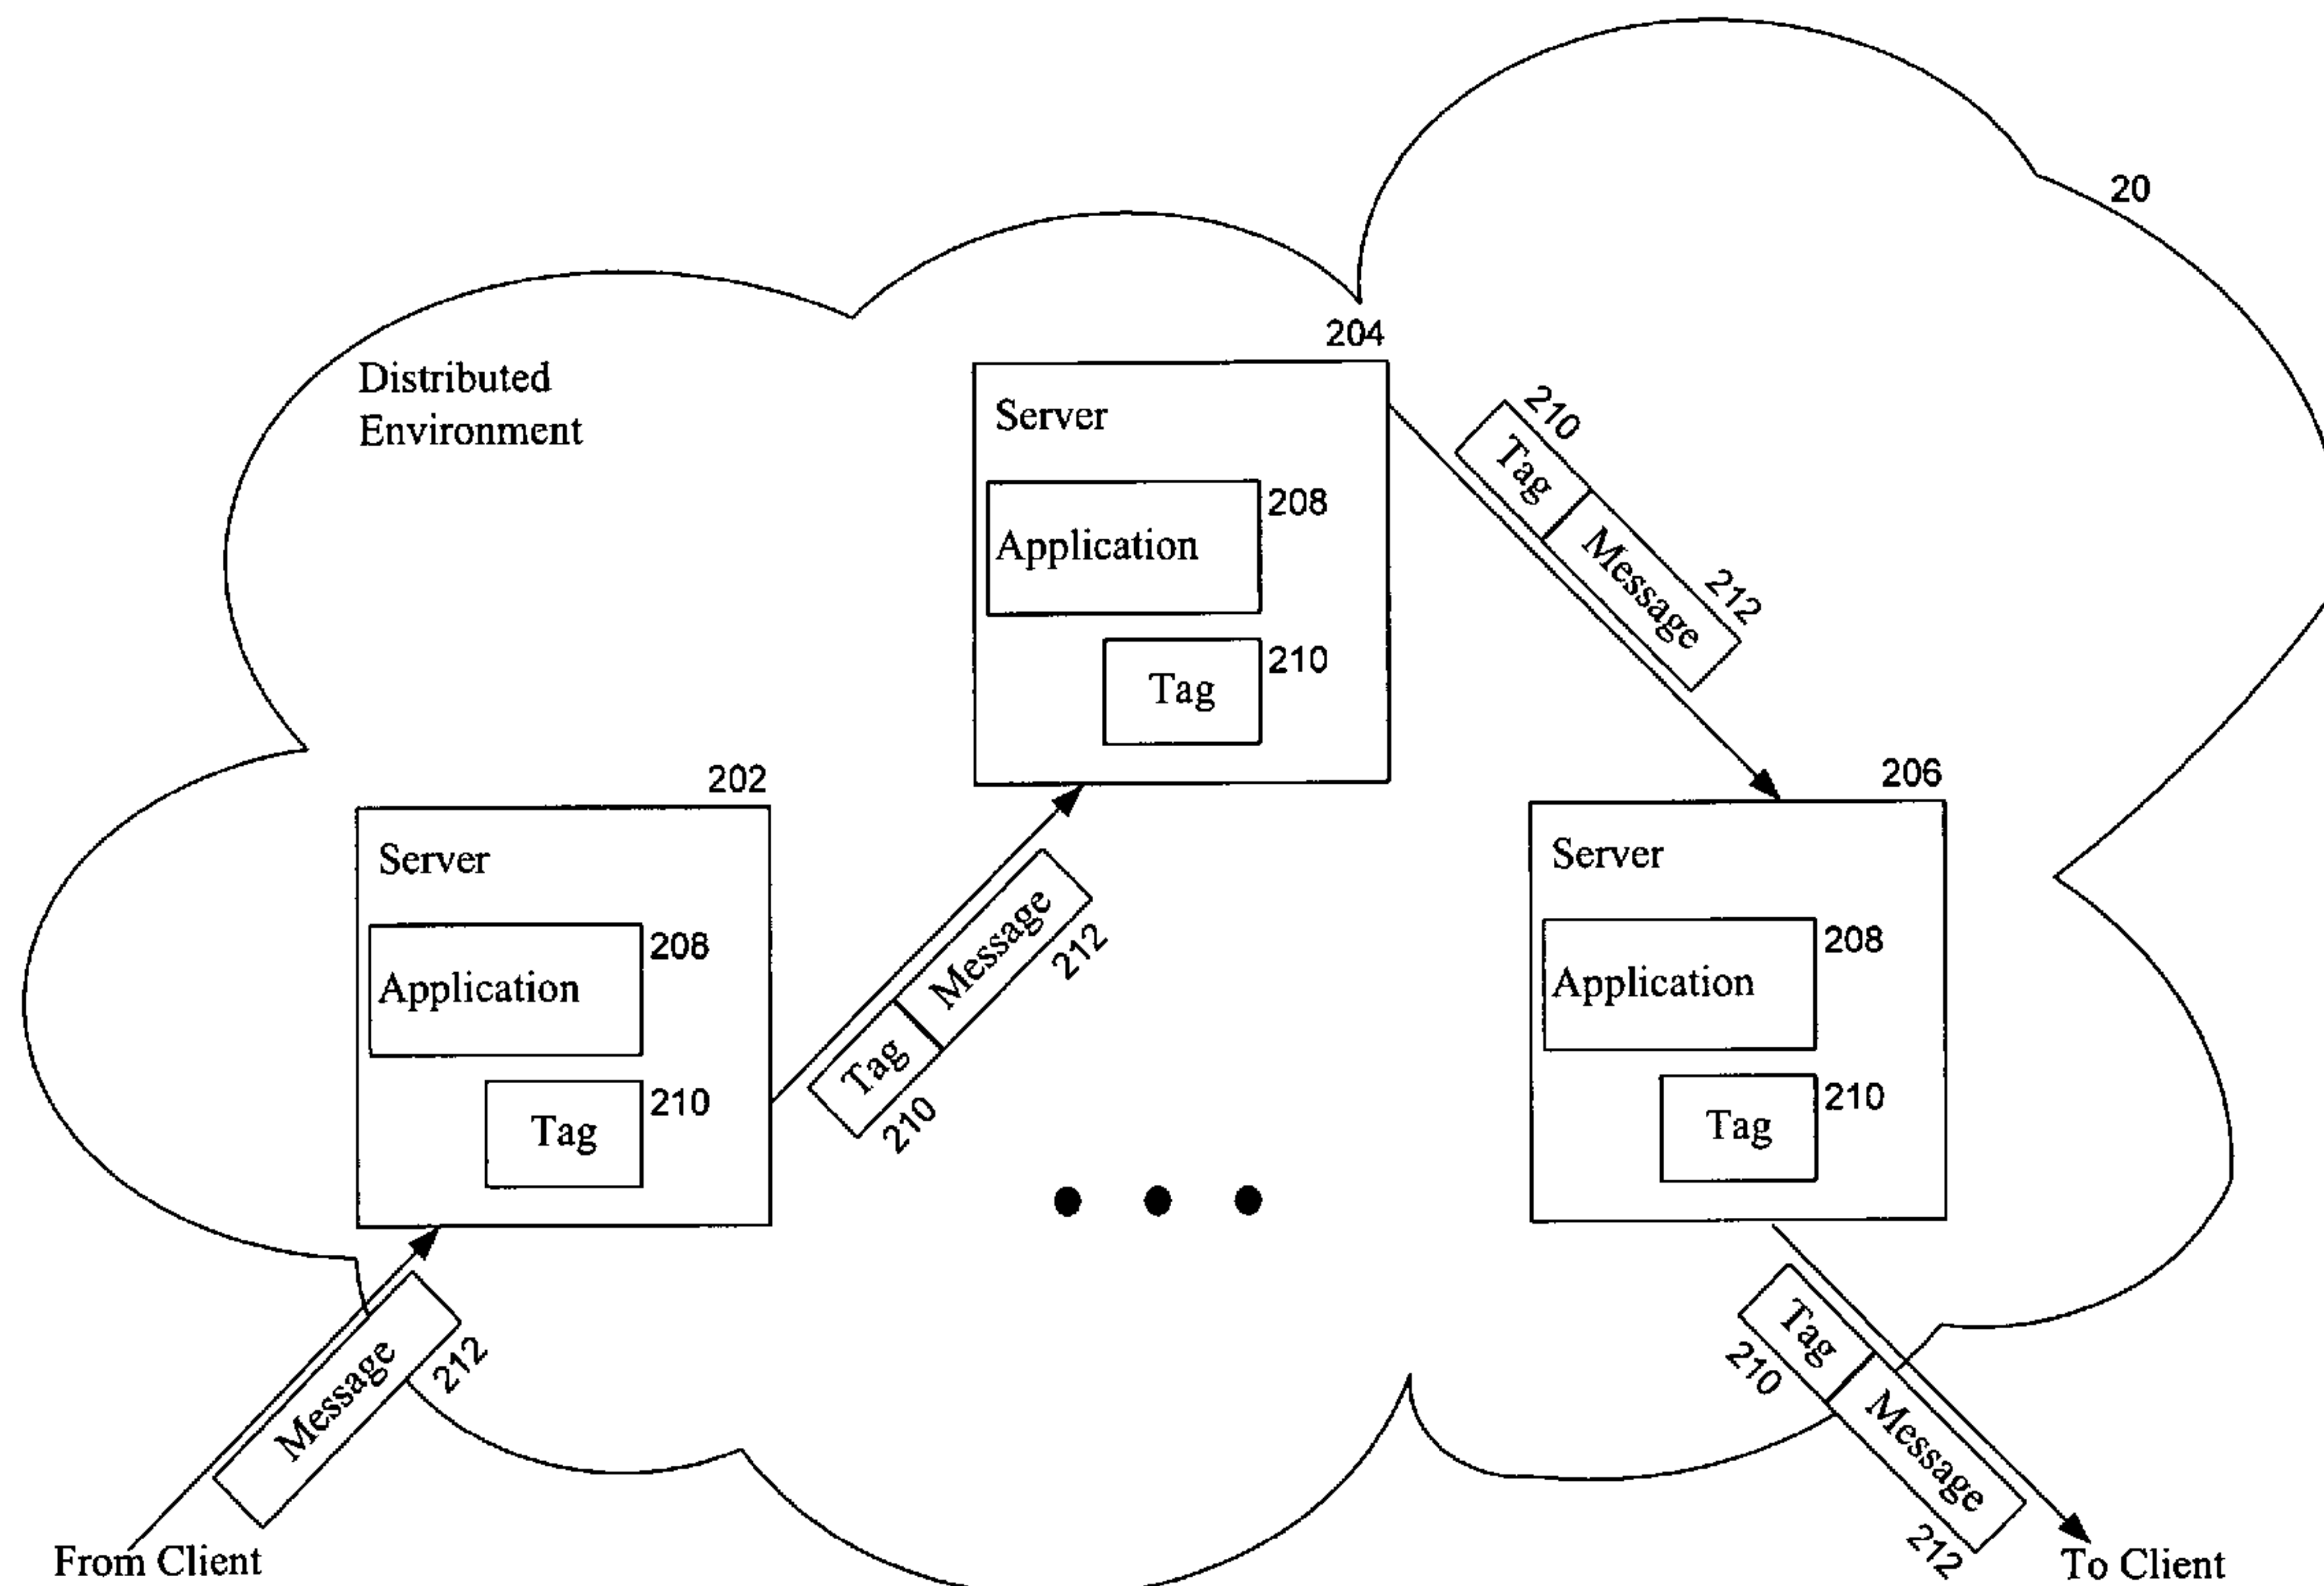 20
204
Distributed
Environment
Server
208
Application
210
Tag
210
Tag
Message
212
202
Server
208
Application
210
Tag
Message
212
Tag
210
206
Server
208
Application
210
Tag
Message
212
Tag
210
Message
212
From Client
To Client